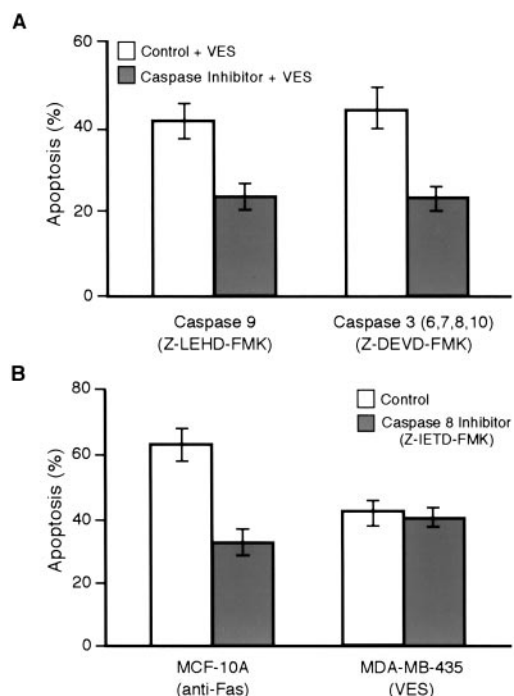 A
60
40
20
0
Apoptosis (%)
Control + VES
Caspase Inhibitor + VES
Caspase 9
(Z-LEHD-FMK)
Caspase 3 (6,7,8,10)
(Z-DEVD-FMK)
B
80
60
40
20
0
Apoptosis (%)
Control
Caspase 8 Inhibitor
(Z-IETD-FMK)
MCF-10A
(anti-Fas)
MDA-MB-435
(VES)